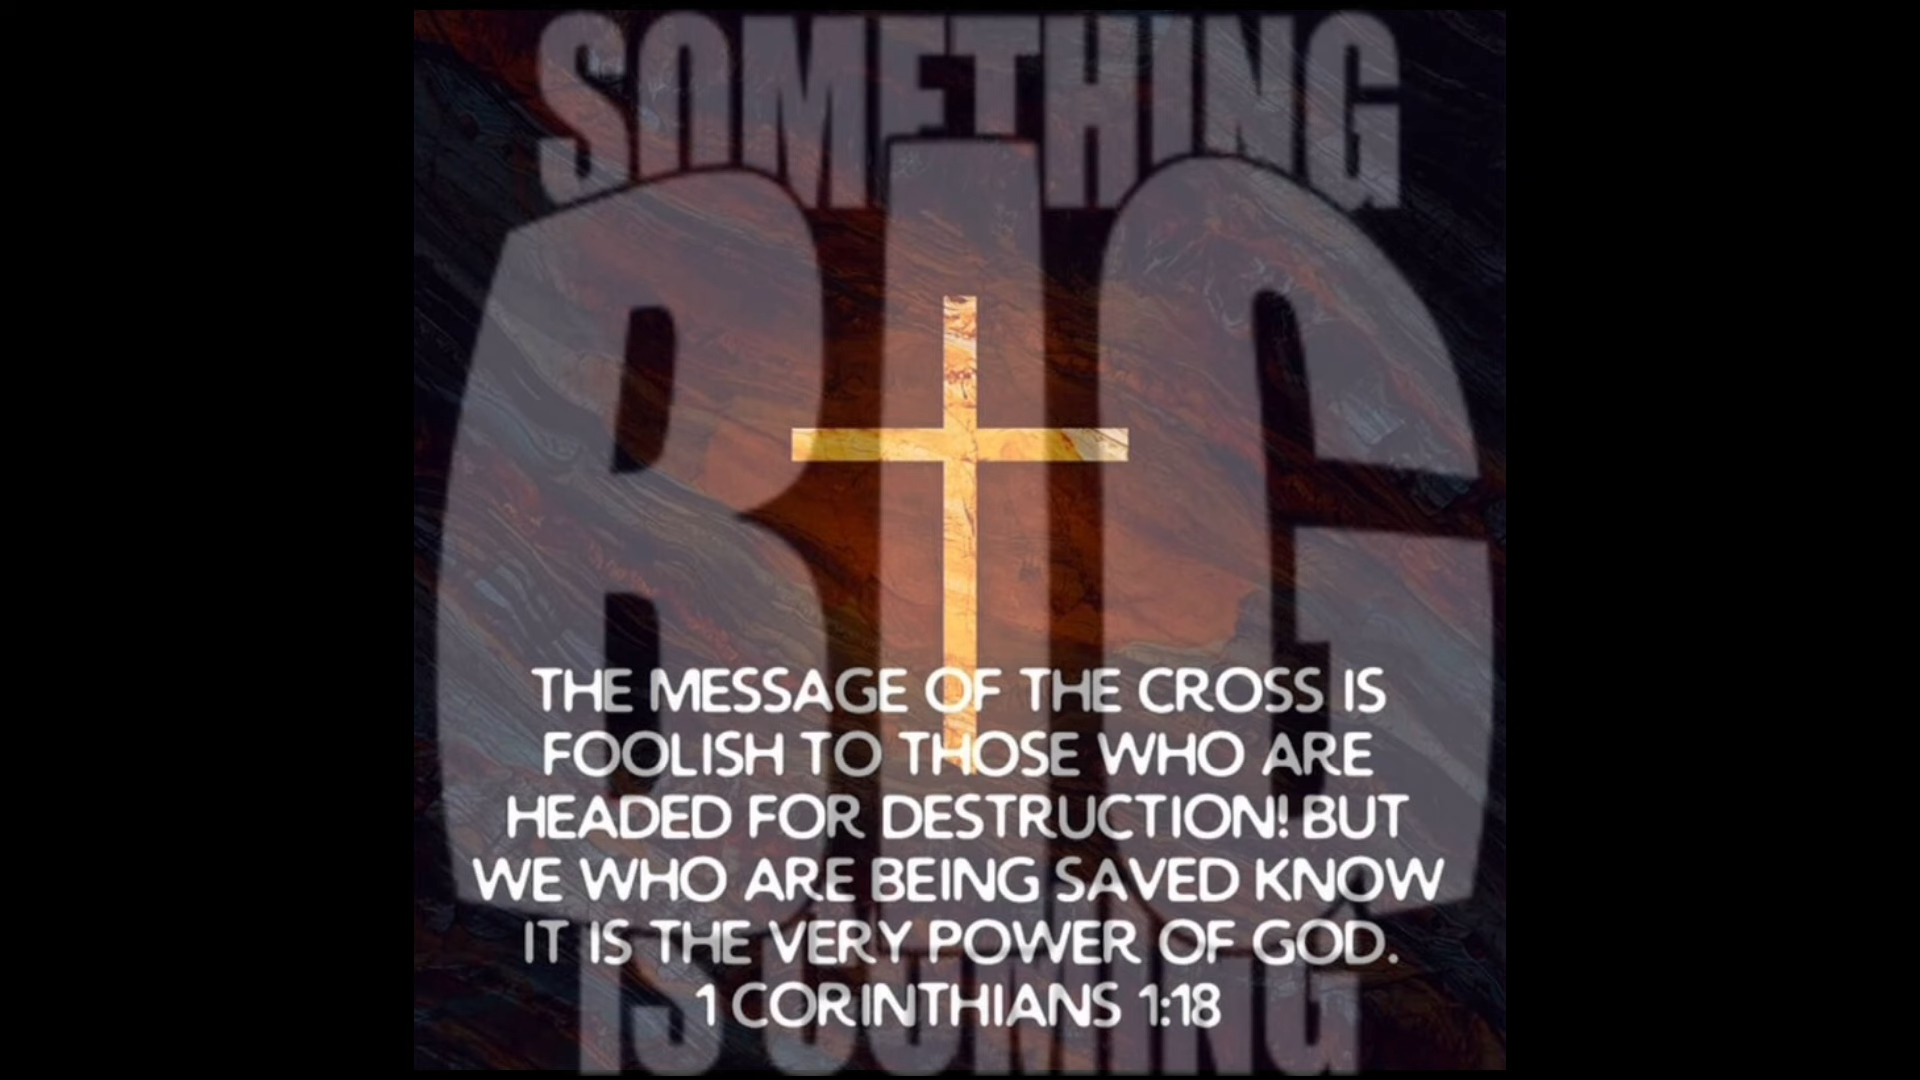 SOMETHING
BIG
THE MESSAGE OF THE CROSS IS
FOOLISH TO THOSE WHO ARE
HEADED FOR DESTRUCTION! BUT
WE WHO ARE BEING SAVED KNOW
IT IS THE VERY POWER OF GOD.
1 CORINTHIANS 1:18
IS COMING